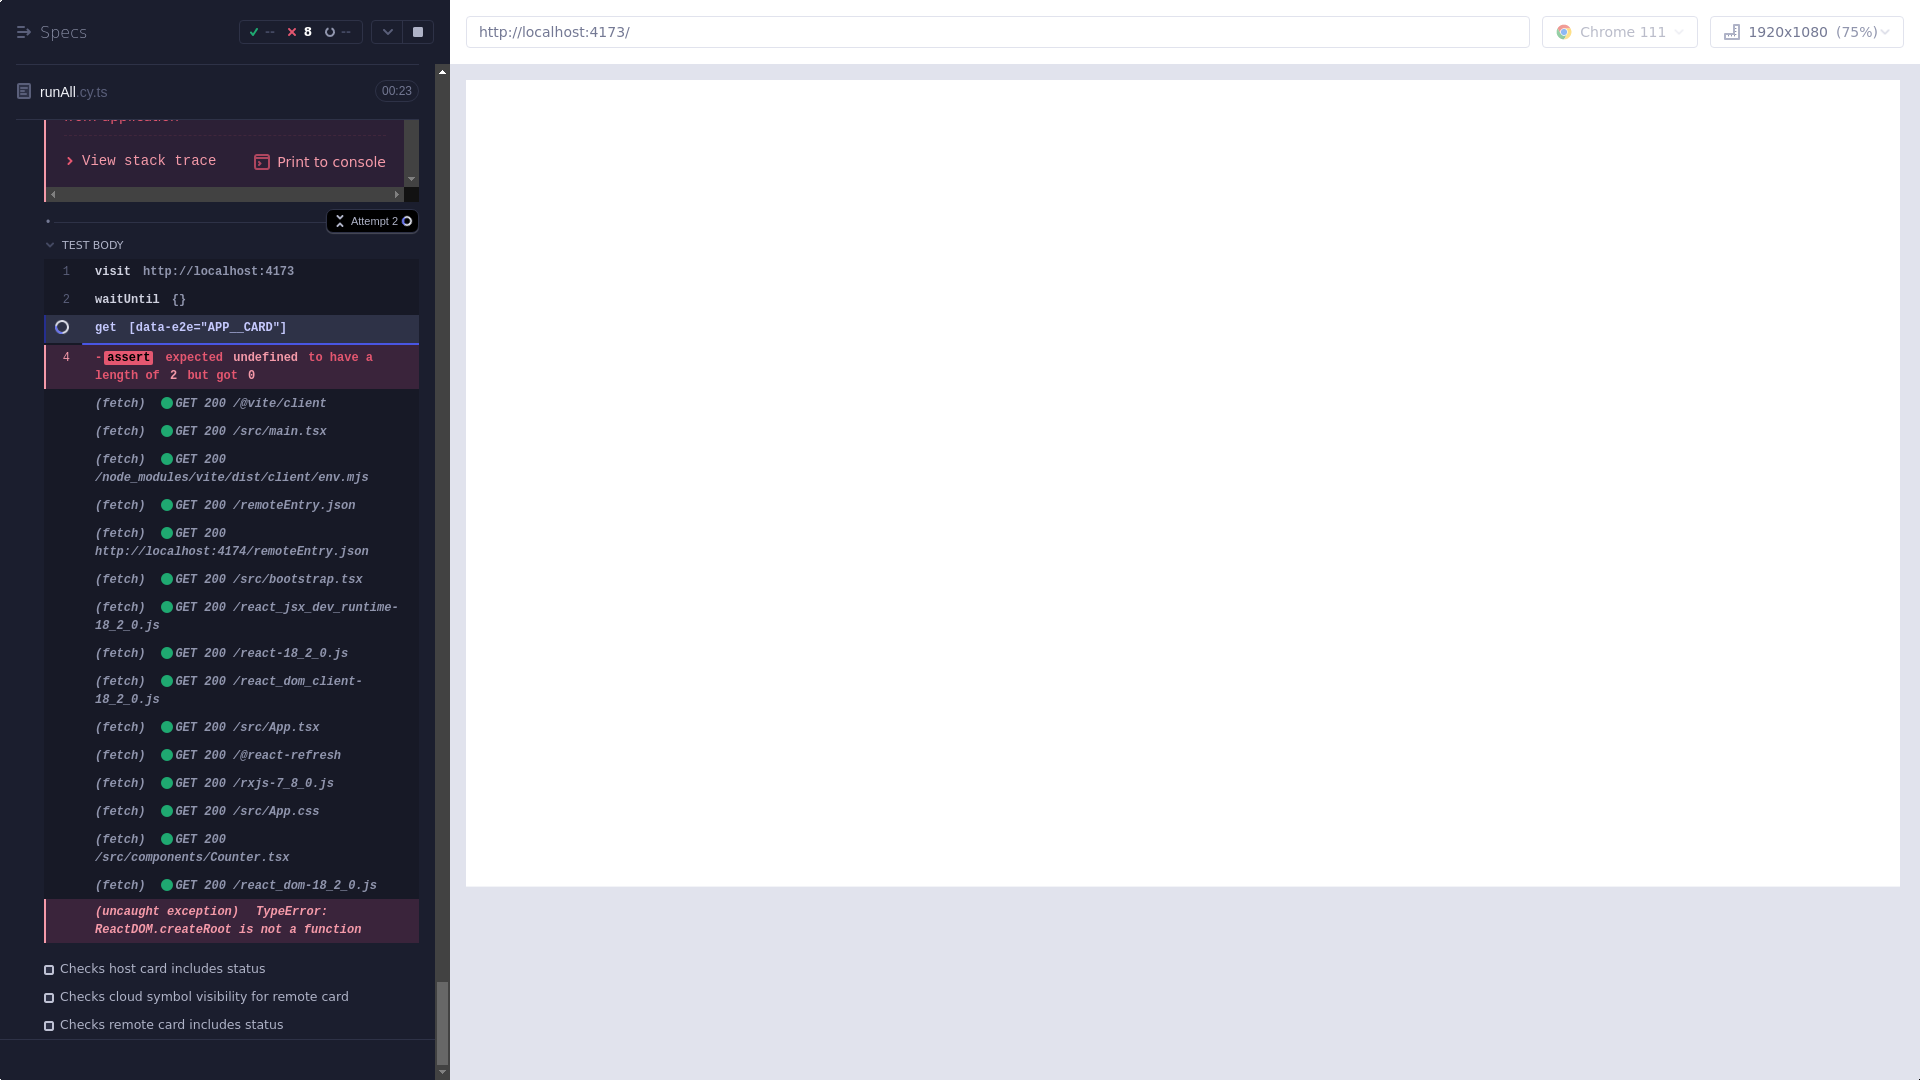 Specs
-- 8 --
http://localhost:4173/
Chrome 111
1920x1080 (75%)
runAll.cy.ts
00:23
from application
View stack trace
Print to console
Attempt 2
TEST BODY
1 visit http://localhost:4173
2 waitUntil {}
get [data-e2e="APP__CARD"]
4 -assert expected undefined to have a
length of 2 but got 0
(fetch) GET 200 /@vite/client
(fetch) GET 200 /src/main.tsx
(fetch) GET 200
/node_modules/vite/dist/client/env.mjs
(fetch) GET 200 /remoteEntry.json
(fetch) GET 200
http://localhost:4174/remoteEntry.json
(fetch) GET 200 /src/bootstrap.tsx
(fetch) GET 200 /react_jsx_dev_runtime-
18_2_0.js
(fetch) GET 200 /react-18_2_0.js
(fetch) GET 200 /react_dom_client-
18_2_0.js
(fetch) GET 200 /src/App.tsx
(fetch) GET 200 /@react-refresh
(fetch) GET 200 /rxjs-7_8_0.js
(fetch) GET 200 /src/App.css
(fetch) GET 200
/src/components/Counter.tsx
(fetch) GET 200 /react_dom-18_2_0.js
(uncaught exception) TypeError:
ReactDOM.createRoot is not a function
Checks host card includes status
Checks cloud symbol visibility for remote card
Checks remote card includes status